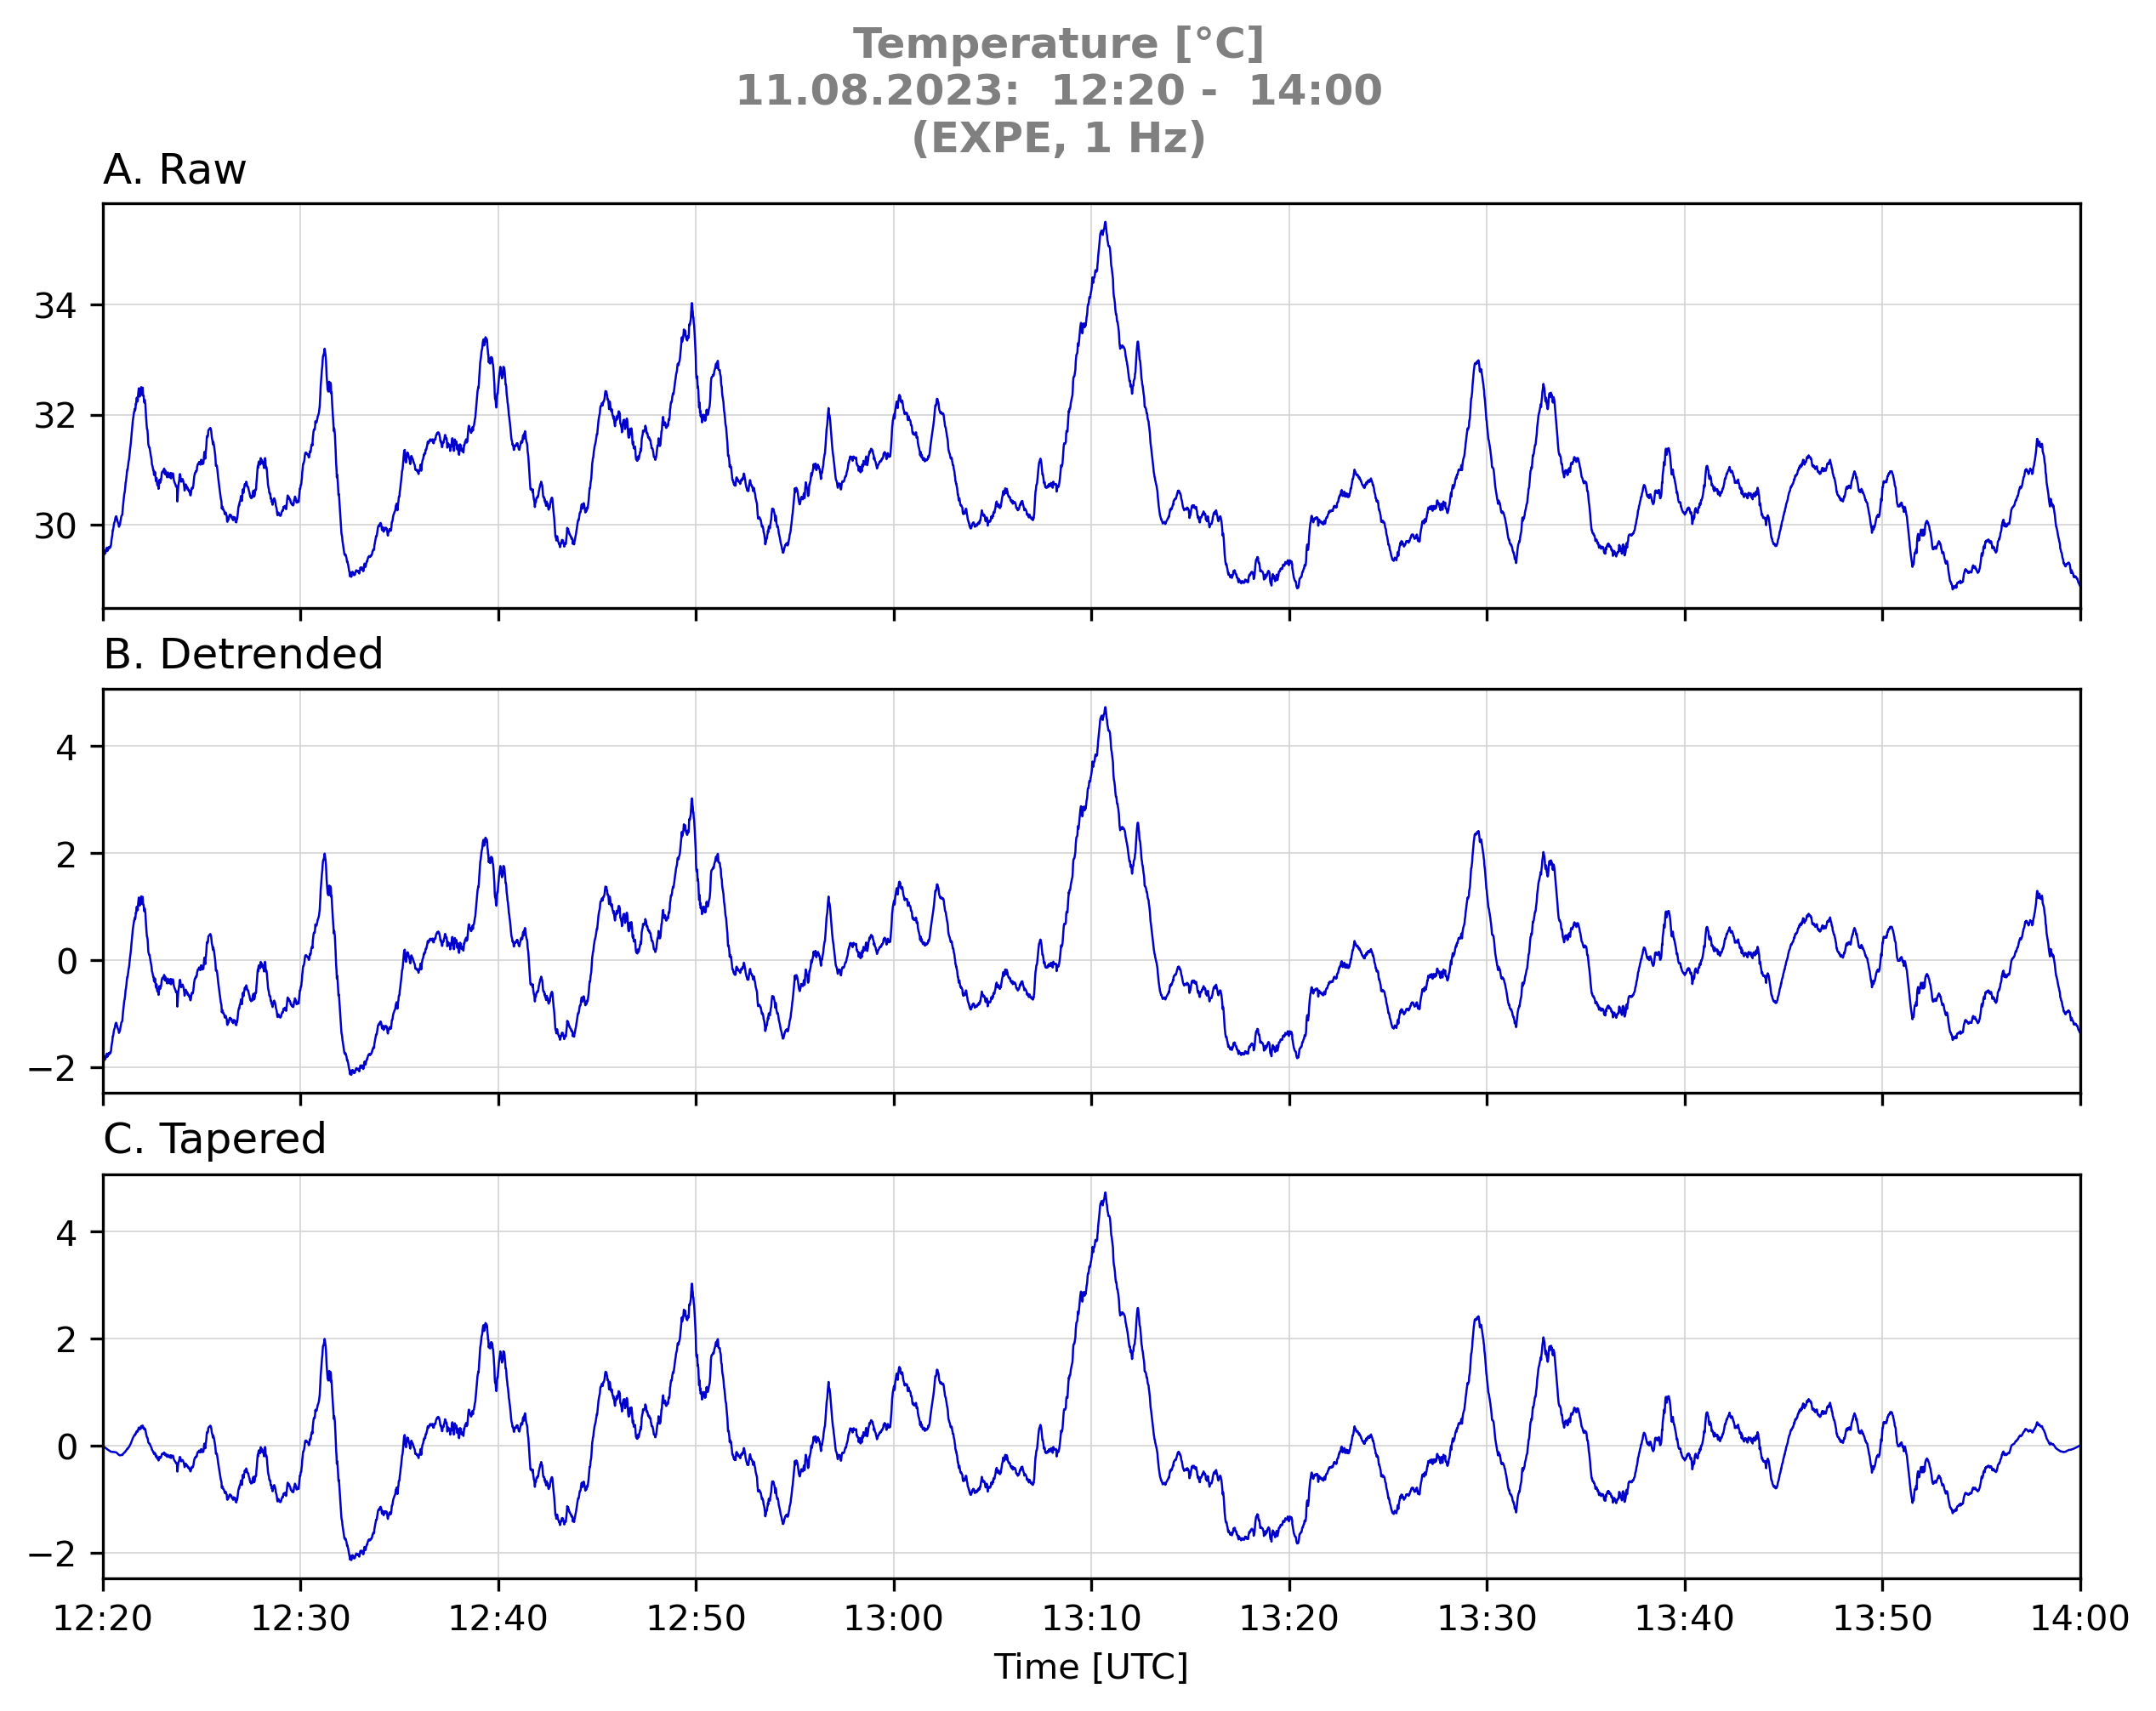 Temperature [°C]
11.08.2023:  12:20 -  14:00
(EXPE, 1 Hz)
A. Raw
34
32
30
B. Detrended
4
2
0
−2
C. Tapered
4
2
0
−2
12:20 12:30 12:40 12:50 13:00 13:10 13:20 13:30 13:40 13:50 14:00
Time [UTC]